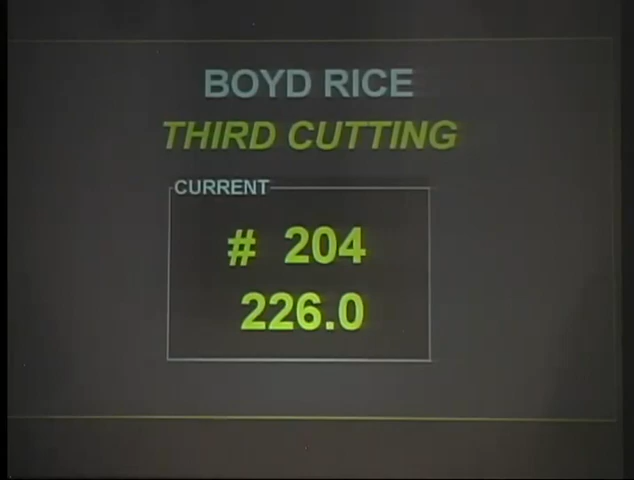 BOYD RICE
THIRD CUTTING
CURRENT
# 204
226.0